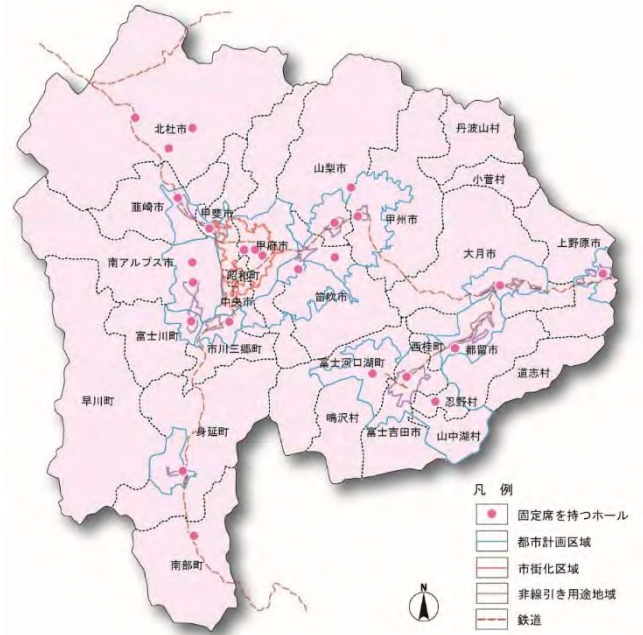 北杜市
丹波山村
山梨市
小菅村
韮崎市
甲斐市
甲州市
上野原市
甲府市
大月市
南アルプス市
昭和町
笛吹市
中央市
富士川町
西桂町
都留市
市川三郷町
富士河口湖町
道志村
早川町
忍野村
鳴沢村
身延町
富士吉田市
山中湖村
南部町
N
凡 例
固定席を持つホール
都市計画区域
市街化区域
非線引き用途地域
鉄道